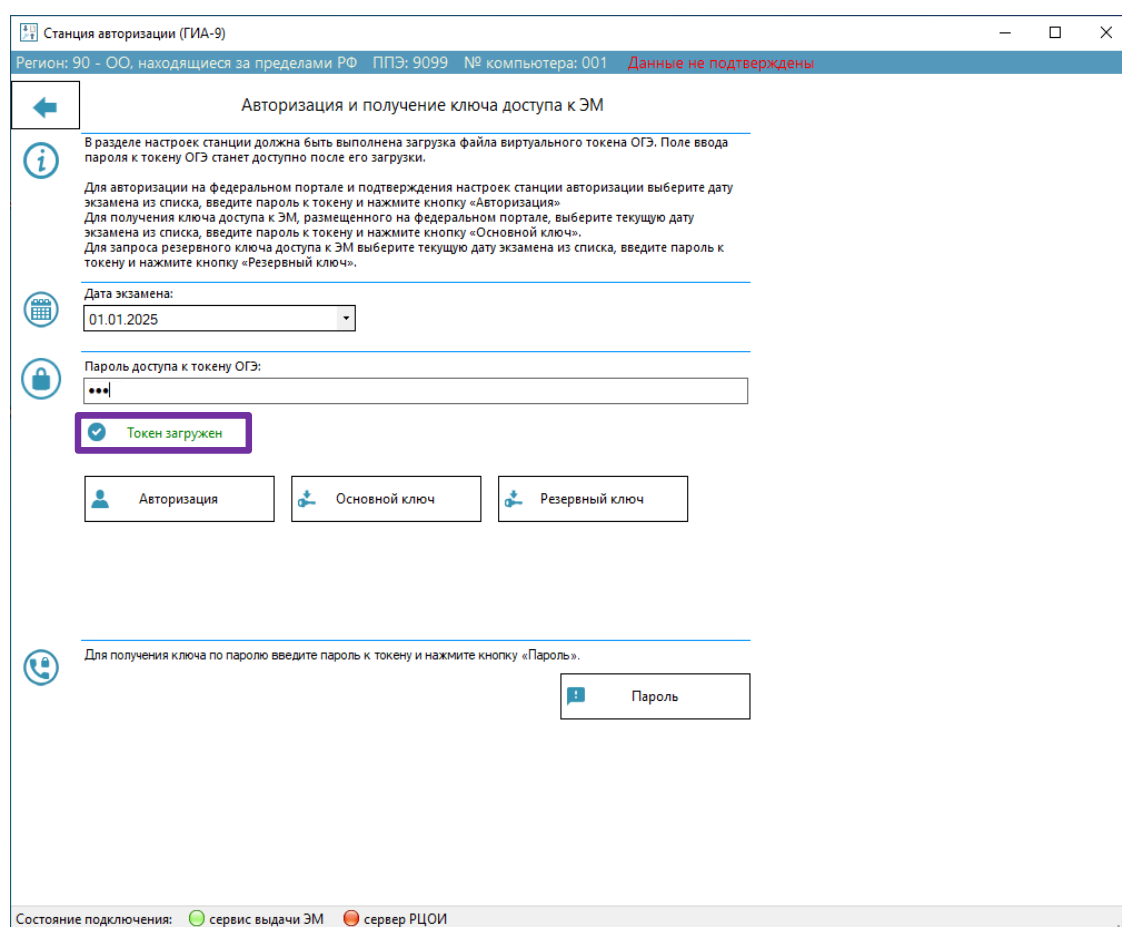 Станция авторизации (ГИА-9)
Регион: 90 - ОО, находящиеся за пределами РФ ППЭ: 9099 № компьютера: 001 Данные не подтверждены
Авторизация и получение ключа доступа к ЭМ
В разделе настроек станции должна быть выполнена загрузка файла виртуального токена ОГЭ. Поле ввода
пароля к токену ОГЭ станет доступно после его загрузки.
Для авторизации на федеральном портале и подтверждения настроек станции авторизации выберите дату
экзамена из списка, введите пароль к токену и нажмите кнопку «Авторизация»
Для получения ключа доступа к ЭМ, размещенного на федеральном портале, выберите текущую дату
экзамена из списка, введите пароль к токену и нажмите кнопку «Основной ключ».
Для запроса резервного ключа доступа к ЭМ выберите текущую дату экзамена из списка, введите пароль к
токену и нажмите кнопку «Резервный ключ».
Дата экзамена:
01.01.2025
Пароль доступа к токену ОГЭ:
•••
Токен загружен
Авторизация
Основной ключ
Резервный ключ
Для получения ключа по паролю введите пароль к токену и нажмите кнопку «Пароль».
Пароль
Состояние подключения: сервис выдачи ЭМ сервер РЦОИ